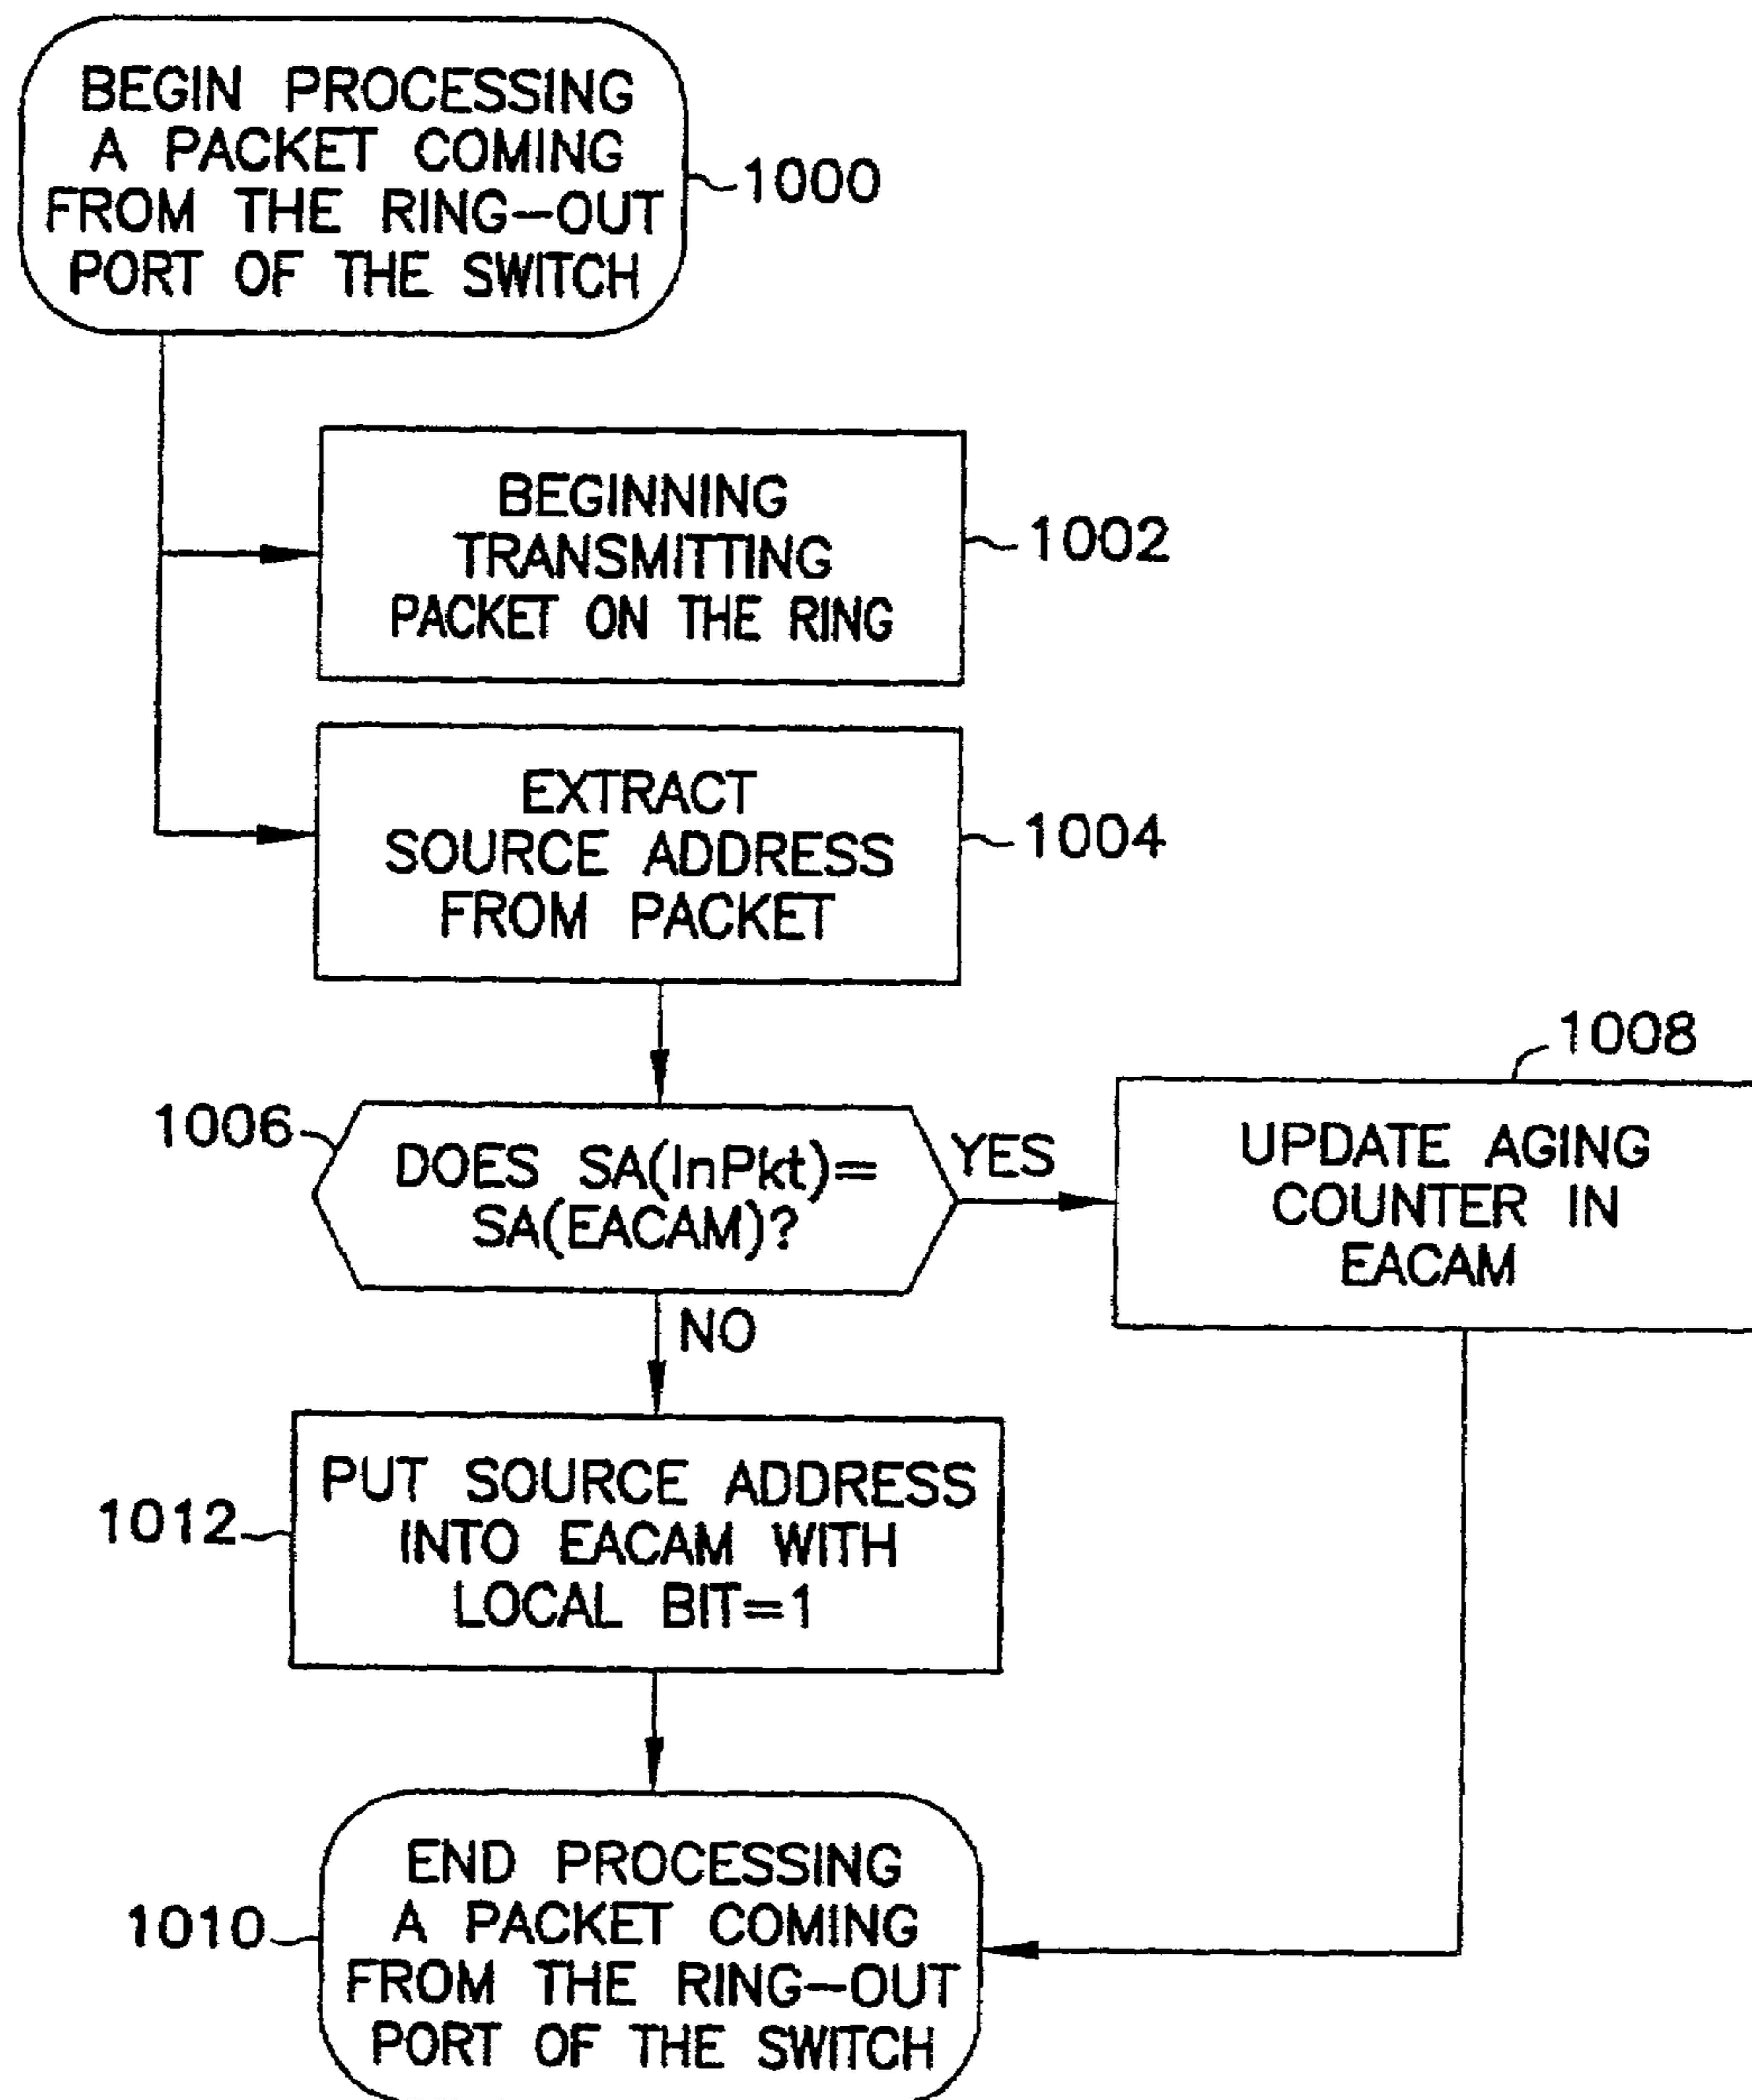 BEGIN PROCESSING
A PACKET COMING
FROM THE RING-OUT
PORT OF THE SWITCH
1000
BEGINNING
TRANSMITTING
PACKET ON THE RING
1002
EXTRACT
SOURCE ADDRESS
FROM PACKET
1004
1006
DOES SA(InPkt)=
SA(EACAM)?
YES
1008
UPDATE AGING
COUNTER IN
EACAM
NO
1012
PUT SOURCE ADDRESS
INTO EACAM WITH
LOCAL BIT=1
1010
END PROCESSING
A PACKET COMING
FROM THE RING-OUT
PORT OF THE SWITCH